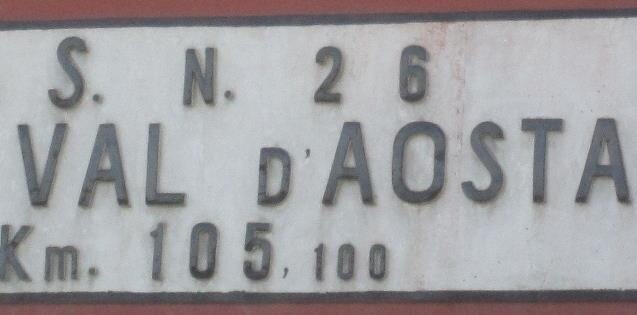 S. N. 26
VAL D'AOSTA
Km. 105,100